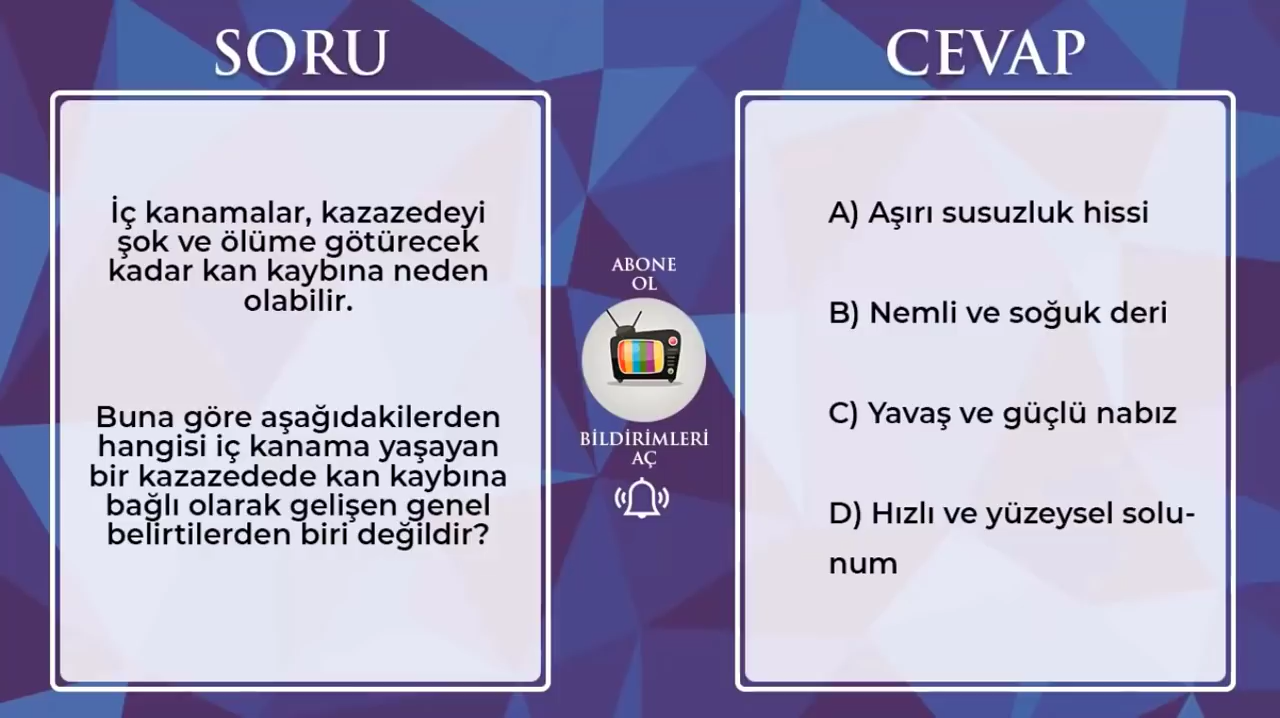 SORU
İç kanamalar, kazazedeyi
şok ve ölüme götürecek
kadar kan kaybına neden
olabilir.
Buna göre aşağıdakilerden
hangisi iç kanama yaşayan
bir kazazedede kan kaybına
bağlı olarak gelişen genel
belirtilerden biri değildir?
ABONE
OL
BİLDİRİMLERİ
AÇ
CEVAP
A) Aşırı susuzluk hissi
B) Nemli ve soğuk deri
C) Yavaş ve güçlü nabız
D) Hızlı ve yüzeysel solu-
num